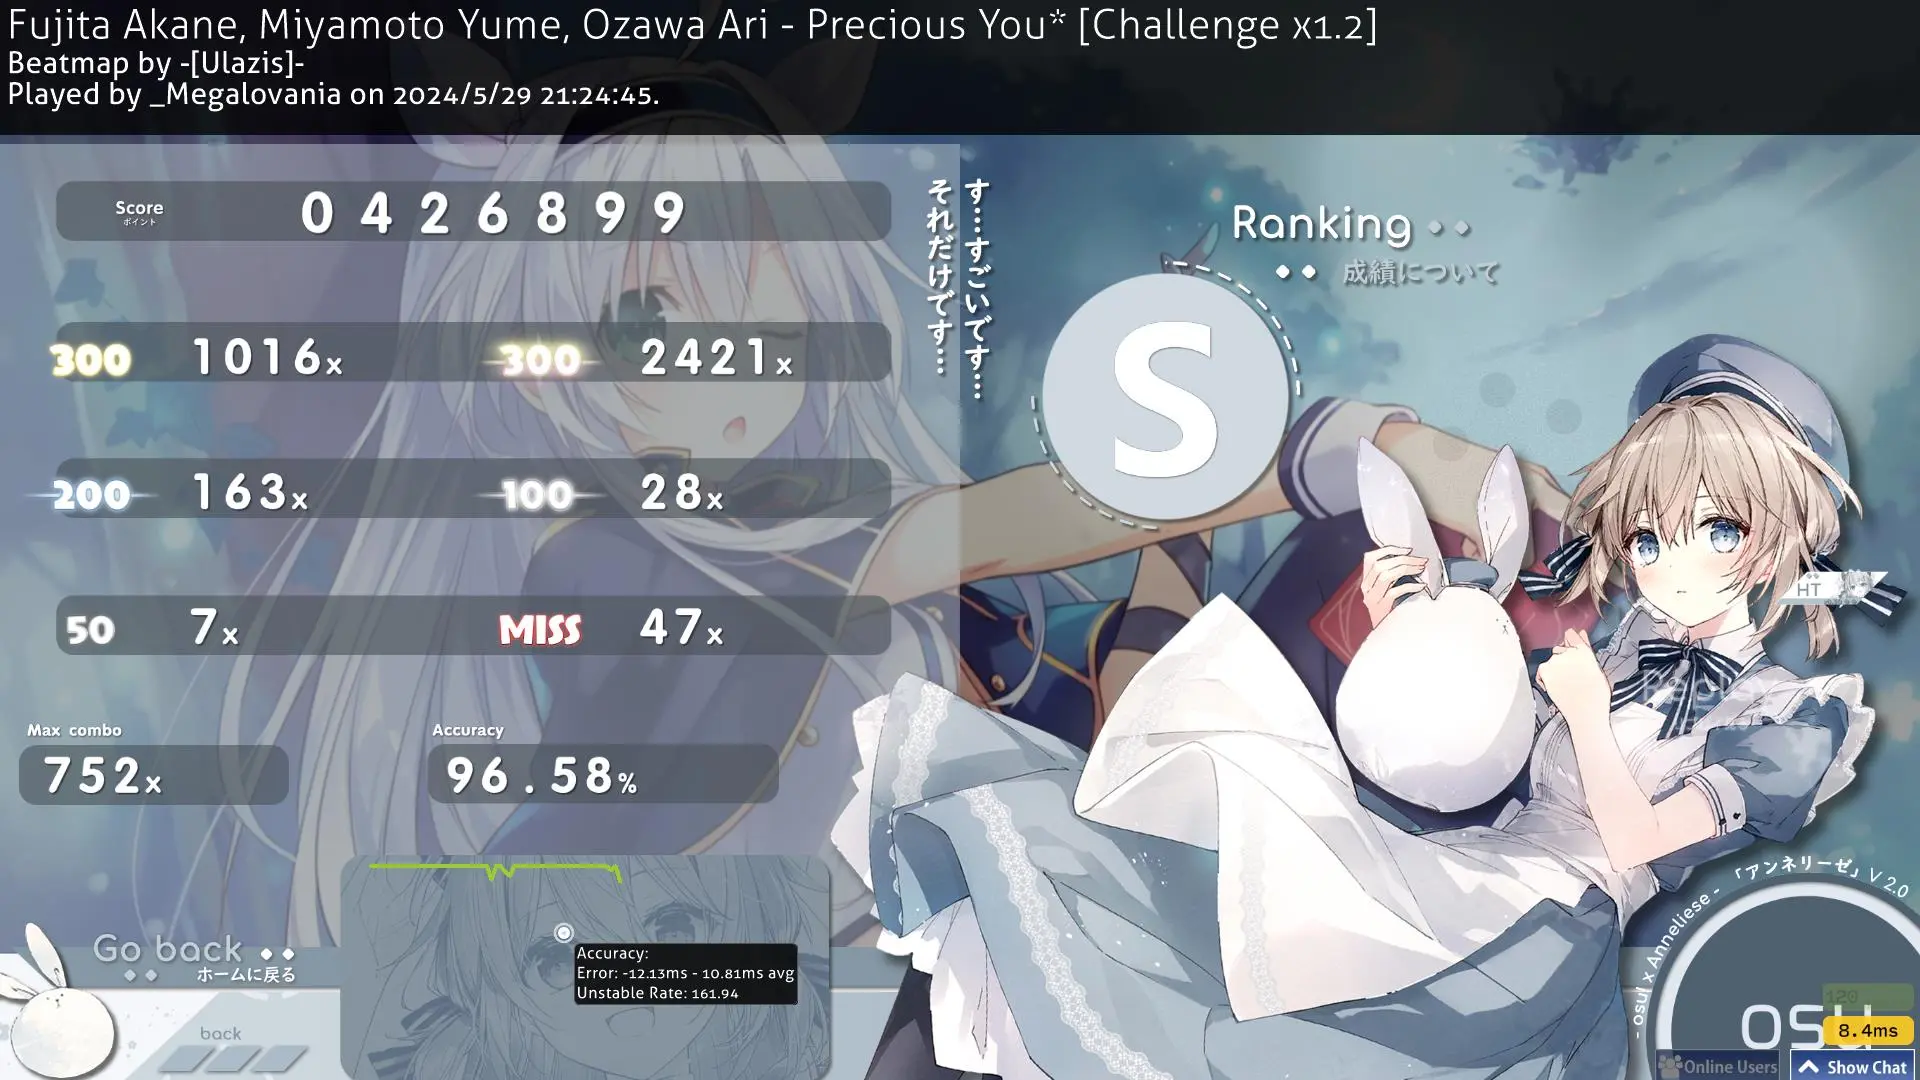 Fujita Akane, Miyamoto Yume, Ozawa Ari - Precious You* [Challenge x1.2]
Beatmap by -[Ulazis]-
Played by _Megalovania on 2024/5/29 21:24:45.
Score
ポイント
0426899
す…すごいです…
それだけです…
Ranking
成績について
S
300 1016x 300 2421x
200 163x 100 28x
50 7x MISS 47x
HT
Max combo
752x
Accuracy
96.58%
Go back
ホームに戻る
back
Accuracy:
Error: -12.13ms - 10.81ms avg
Unstable Rate: 161.94
- osu! x Anneliese - 「アンネリーゼ」 V 2.0
osu
120
8.4ms
Online Users
Show Chat